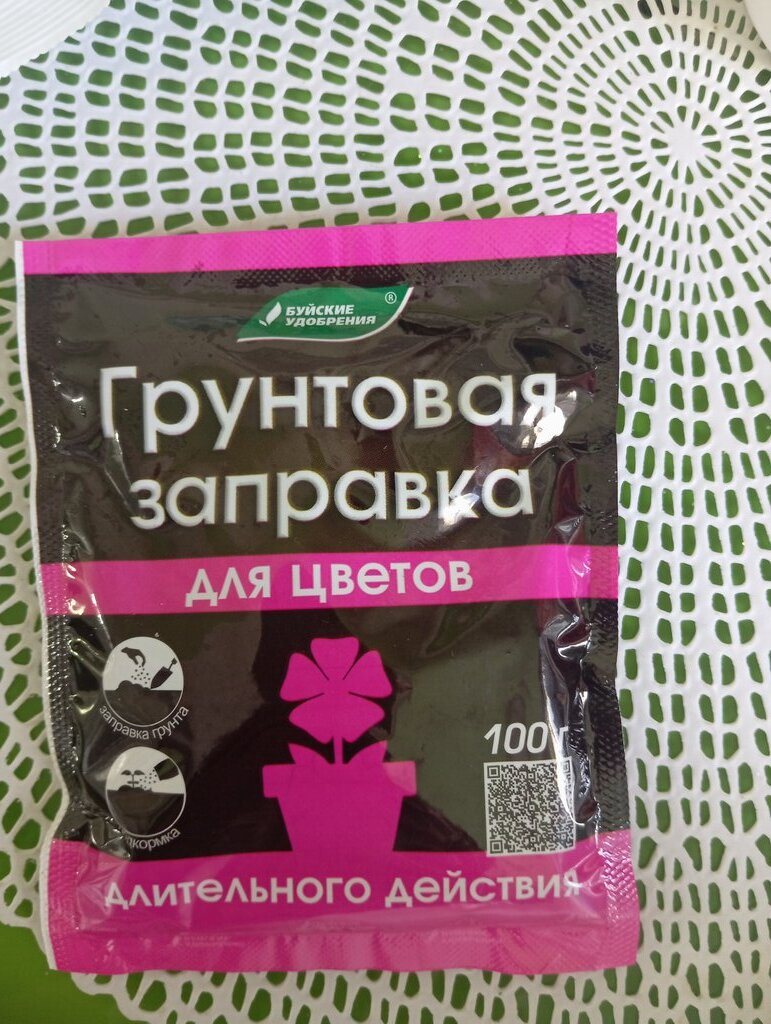 БУЙСКИЕ
УДОБРЕНИЯ
®
Грунтовая
заправка
для цветов
заправка грунта
100 г
длительного действия